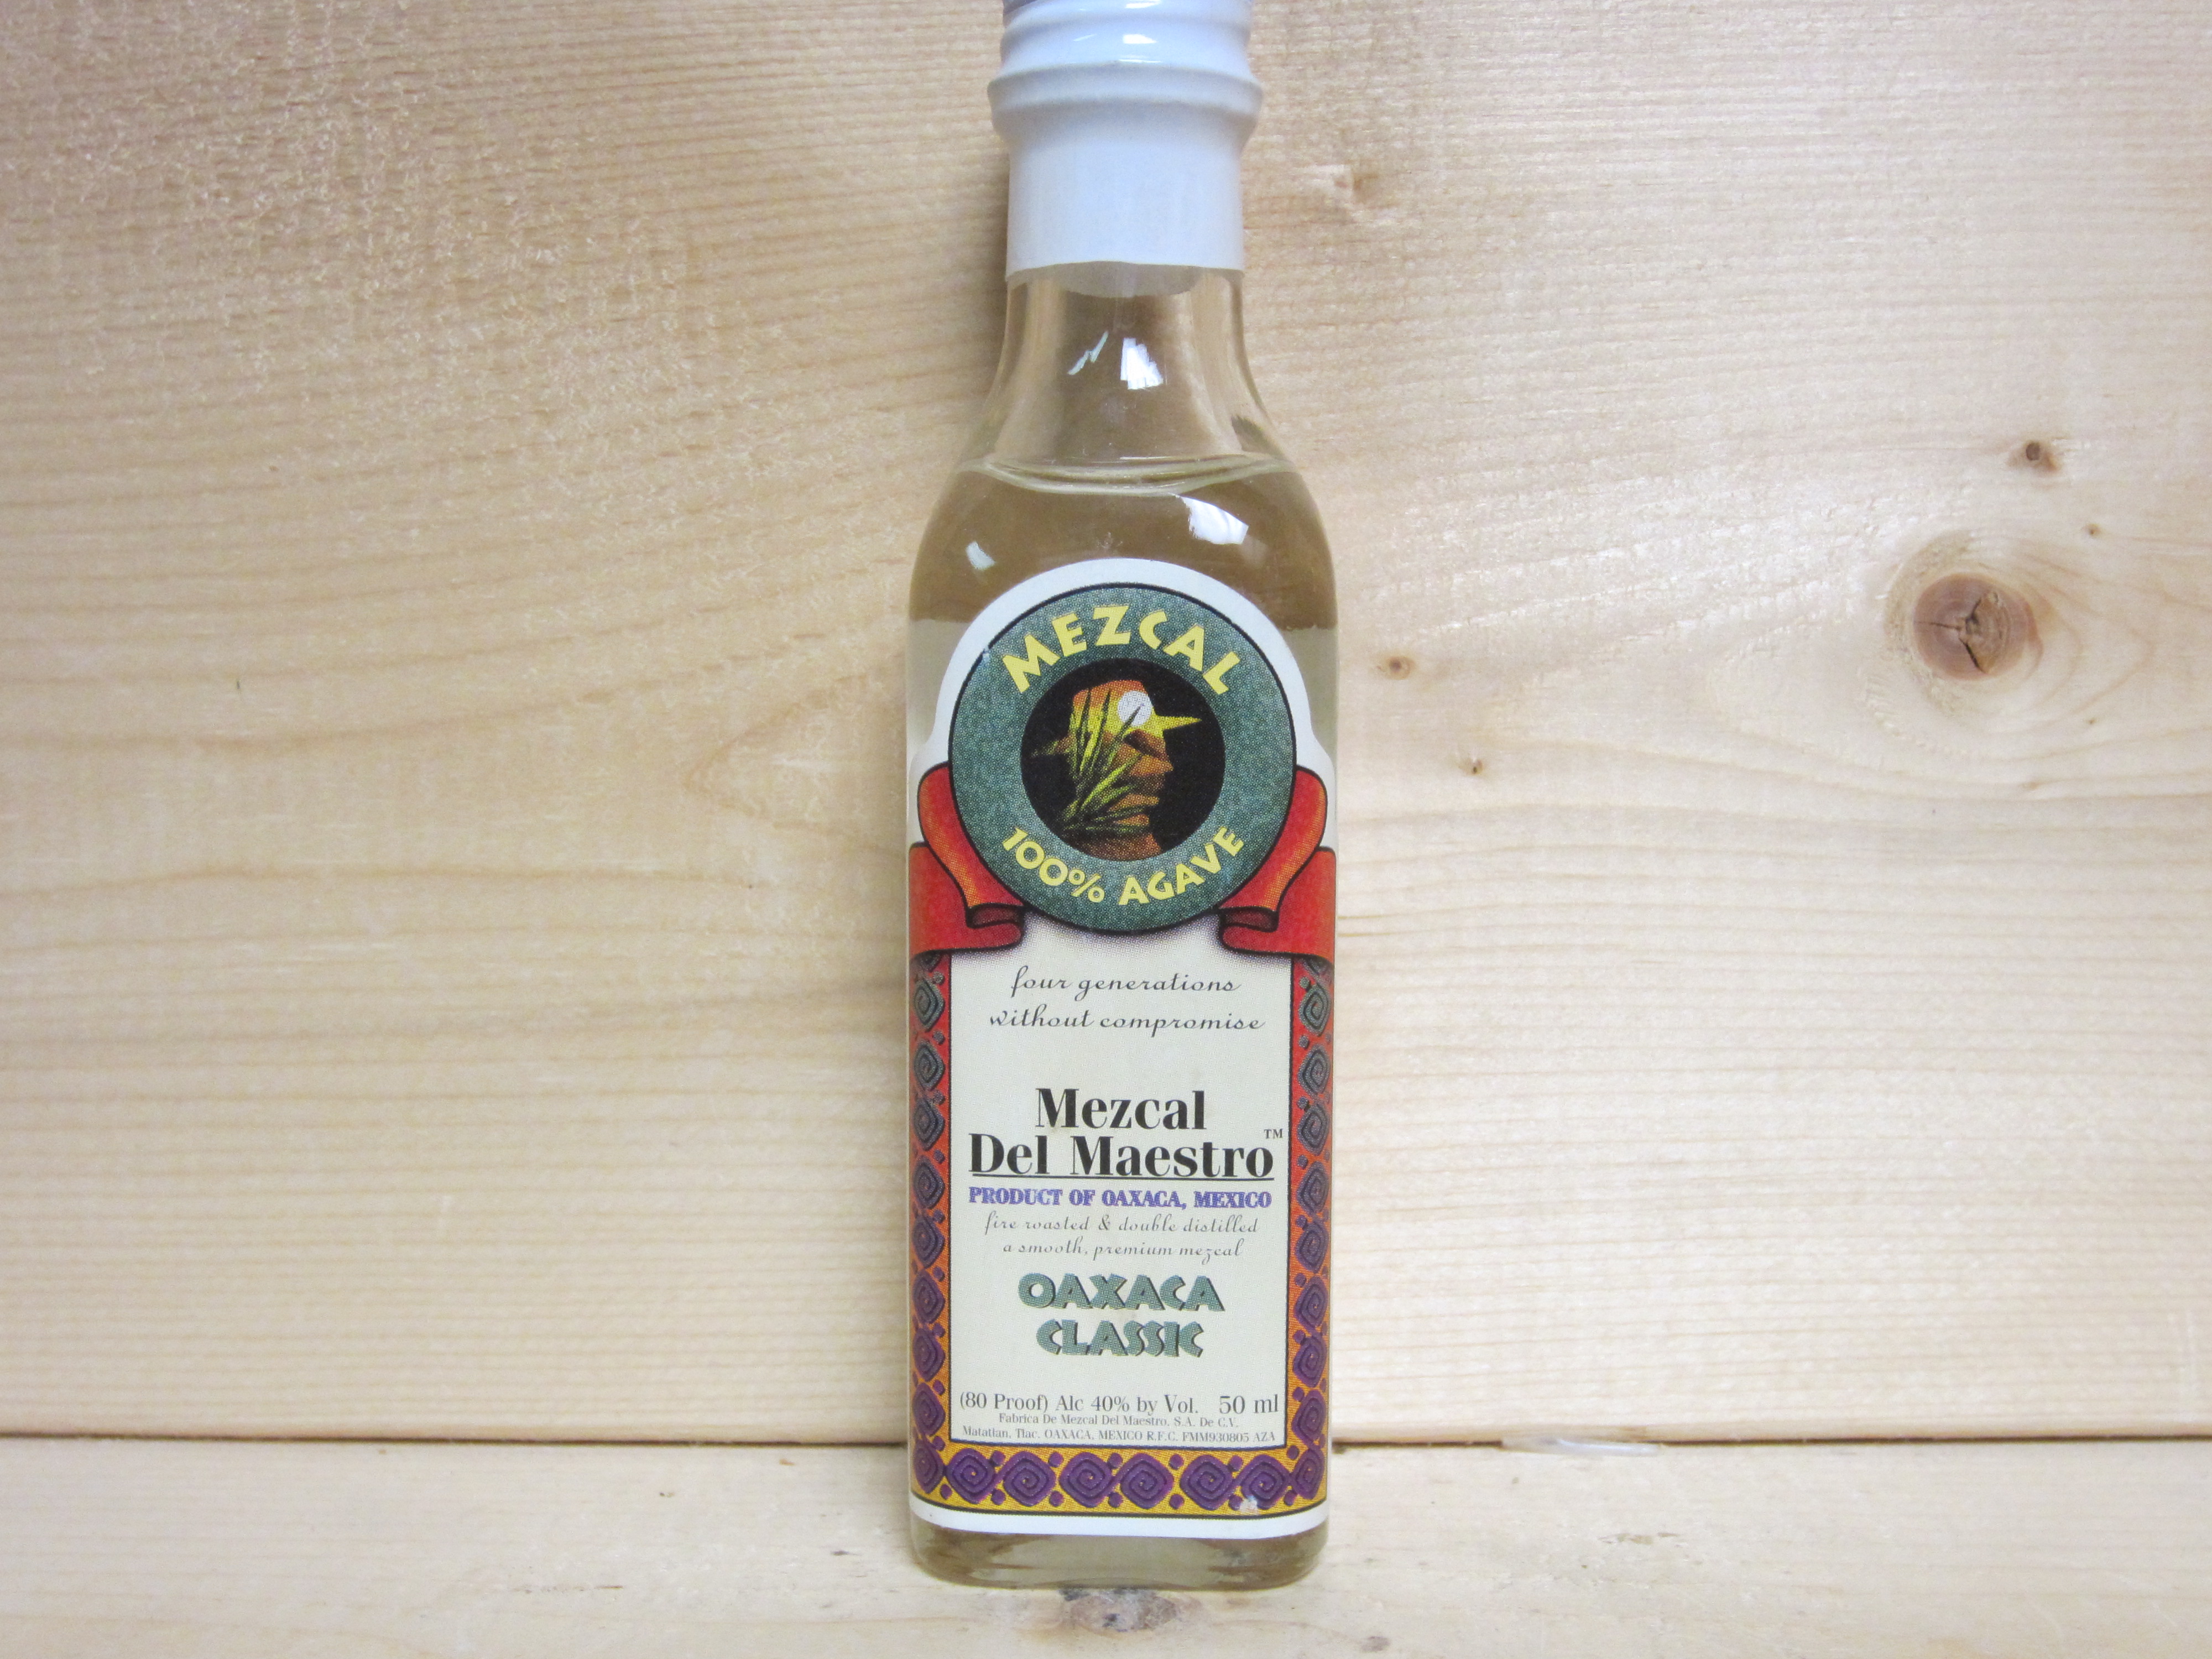 MEZCAL
100% AGAVE
four generations
without compromise
Mezcal
Del Maestro™
PRODUCT OF OAXACA, MEXICO
fire roasted & double distilled
a smooth, premium mezcal
OAXACA
CLASSIC
(80 Proof) Alc 40% by Vol. 50 ml
Fabrica De Mezcal Del Maestro, S.A. De C.V.
Matatlan, Tlac. OAXACA, MEXICO R.F.C. FMM930805 AZA